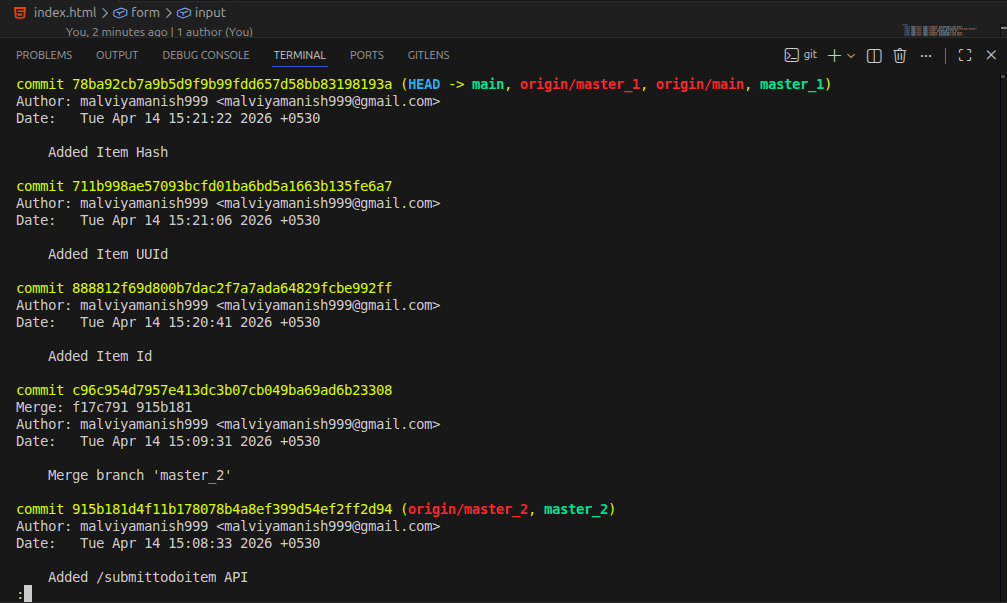 index.html > form > input
You, 2 minutes ago | 1 author (You)
PROBLEMS OUTPUT DEBUG CONSOLE TERMINAL PORTS GITLENS git
commit 78ba92cb7a9b5d9f9b99fdd657d58bb83198193a (HEAD -> main, origin/master_1, origin/main, master_1)
Author: malviyamanish999 <malviyamanish999@gmail.com>
Date:   Tue Apr 14 15:21:22 2026 +0530
    Added Item Hash
commit 711b998ae57093bcfd01ba6bd5a1663b135fe6a7
Author: malviyamanish999 <malviyamanish999@gmail.com>
Date:   Tue Apr 14 15:21:06 2026 +0530
    Added Item UUId
commit 888812f69d800b7dac2f7a7ada64829fcbe992ff
Author: malviyamanish999 <malviyamanish999@gmail.com>
Date:   Tue Apr 14 15:20:41 2026 +0530
    Added Item Id
commit c96c954d7957e413dc3b07cb049ba69ad6b23308
Merge: f17c791 915b181
Author: malviyamanish999 <malviyamanish999@gmail.com>
Date:   Tue Apr 14 15:09:31 2026 +0530
    Merge branch 'master_2'
commit 915b181d4f11b178078b4a8ef399d54ef2ff2d94 (origin/master_2, master_2)
Author: malviyamanish999 <malviyamanish999@gmail.com>
Date:   Tue Apr 14 15:08:33 2026 +0530
    Added /submittodoitem API
: